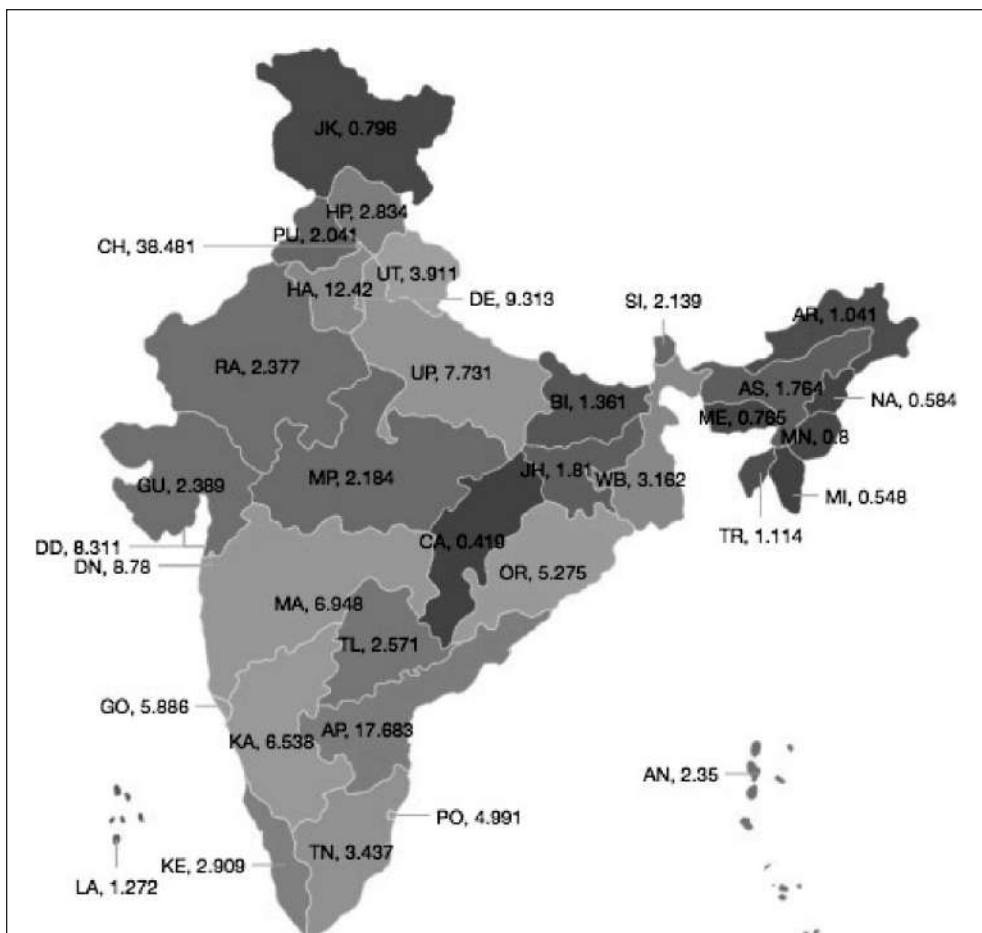 JK, 0.796
HP, 2.834
PU, 2.041
CH, 38.481
UT, 3.911
HA, 12.42
DE, 9.313
SI, 2.139
AR, 1.041
RA, 2.377
UP, 7.731
AS, 1.764
BI, 1.361
NA, 0.584
ME, 0.765
MN, 0.8
JH, 1.81
MP, 2.184
WB, 3.162
GU, 2.389
MI, 0.548
TR, 1.114
CA, 0.419
DD, 8.311
DN, 8.78
OR, 5.275
MA, 6.948
TL, 2.571
GO, 5.886
AP, 17.683
KA, 6.538
AN, 2.35
PO, 4.991
TN, 3.437
KE, 2.909
LA, 1.272